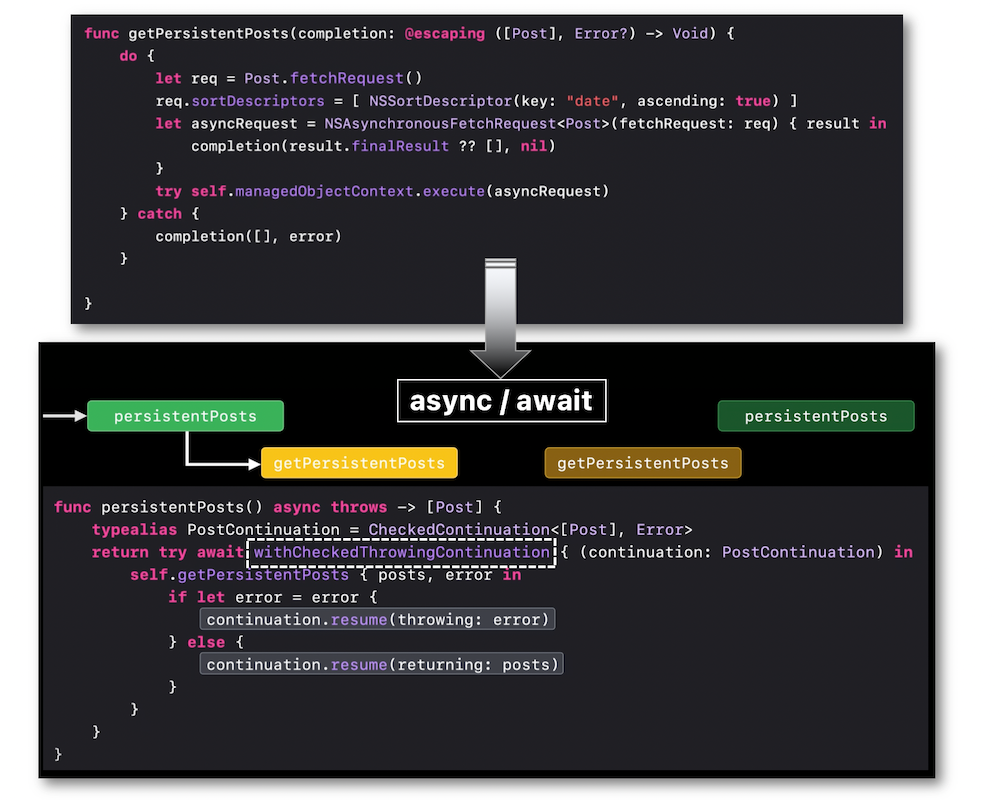 func getPersistentPosts(completion: @escaping ([Post], Error?) -> Void) {
do {
let req = Post.fetchRequest()
req.sortDescriptors = [ NSSortDescriptor(key: "date", ascending: true) ]
let asyncRequest = NSAsynchronousFetchRequest<Post>(fetchRequest: req) { result in
completion(result.finalResult ?? [], nil)
}
try self.managedObjectContext.execute(asyncRequest)
} catch {
completion([], error)
}
}
async / await
persistentPosts persistentPosts
getPersistentPosts getPersistentPosts
func persistentPosts() async throws -> [Post] {
typealias PostContinuation = CheckedContinuation<[Post], Error>
return try await withCheckedThrowingContinuation { (continuation: PostContinuation) in
self.getPersistentPosts { posts, error in
if let error = error {
continuation.resume(throwing: error)
} else {
continuation.resume(returning: posts)
}
}
}
}